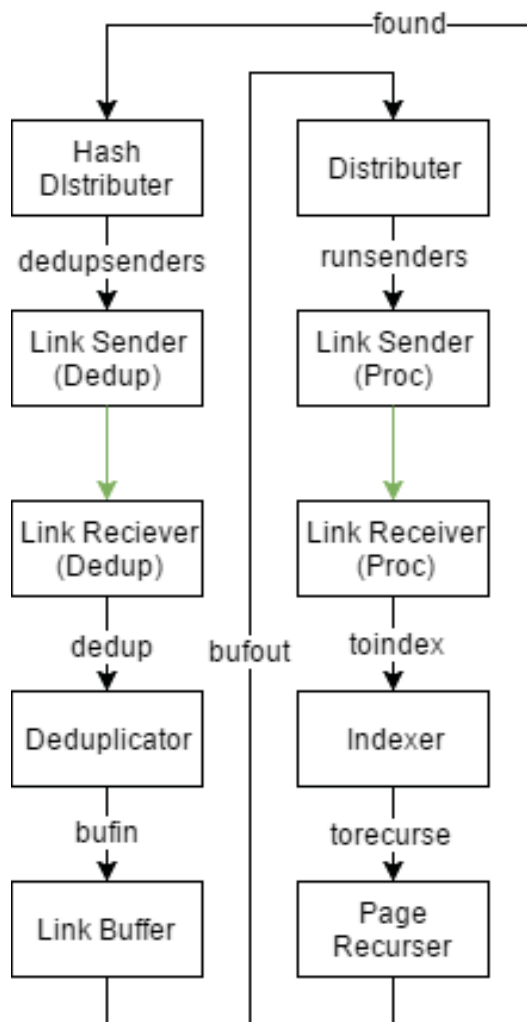 found
Hash
DIstributer
dedupsenders
Link Sender
(Dedup)
Link Reciever
(Dedup)
dedup
Deduplicator
bufin
Link Buffer
bufout
Distributer
runsenders
Link Sender
(Proc)
Link Receiver
(Proc)
toindex
Indexer
torecurse
Page
Recurser